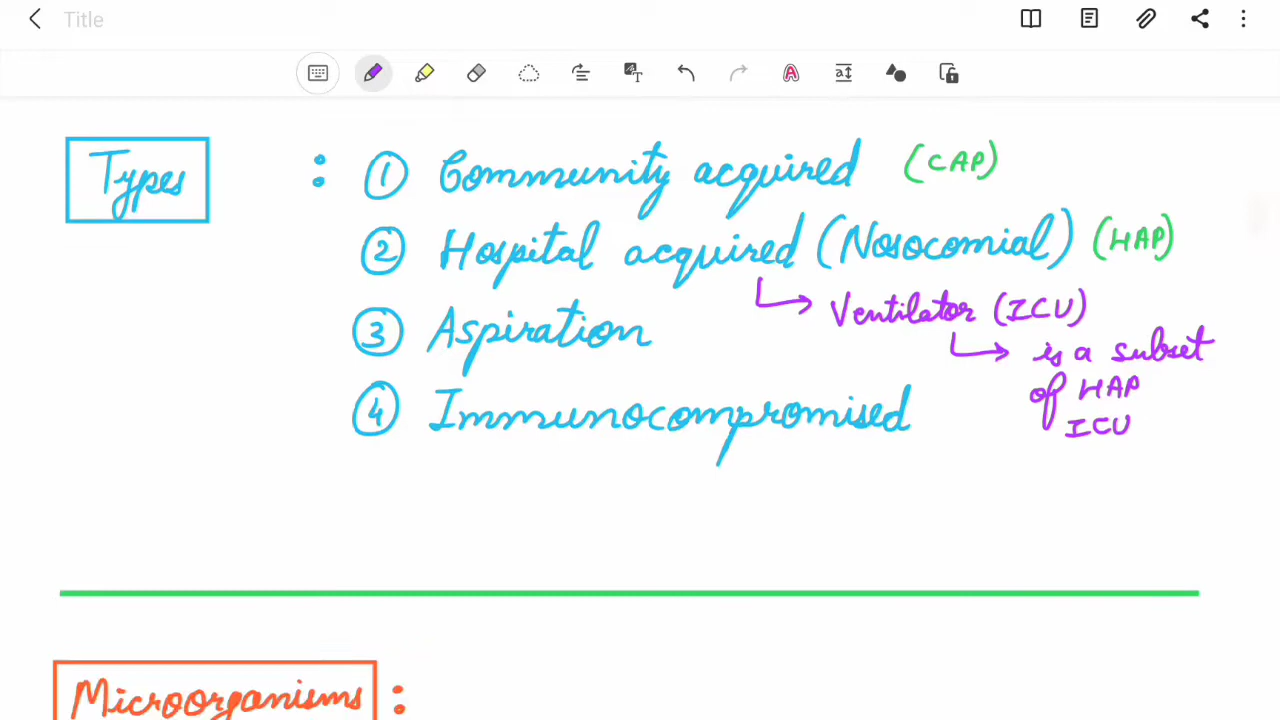 Title
Types : ① Community acquired (CAP)
② Hospital acquired (Nosocomial) (HAP)
↳ Ventilator (ICU)
③ Aspiration
↳ is a subset
of HAP
ICU
④ Immunocompromised
Microorganisms :